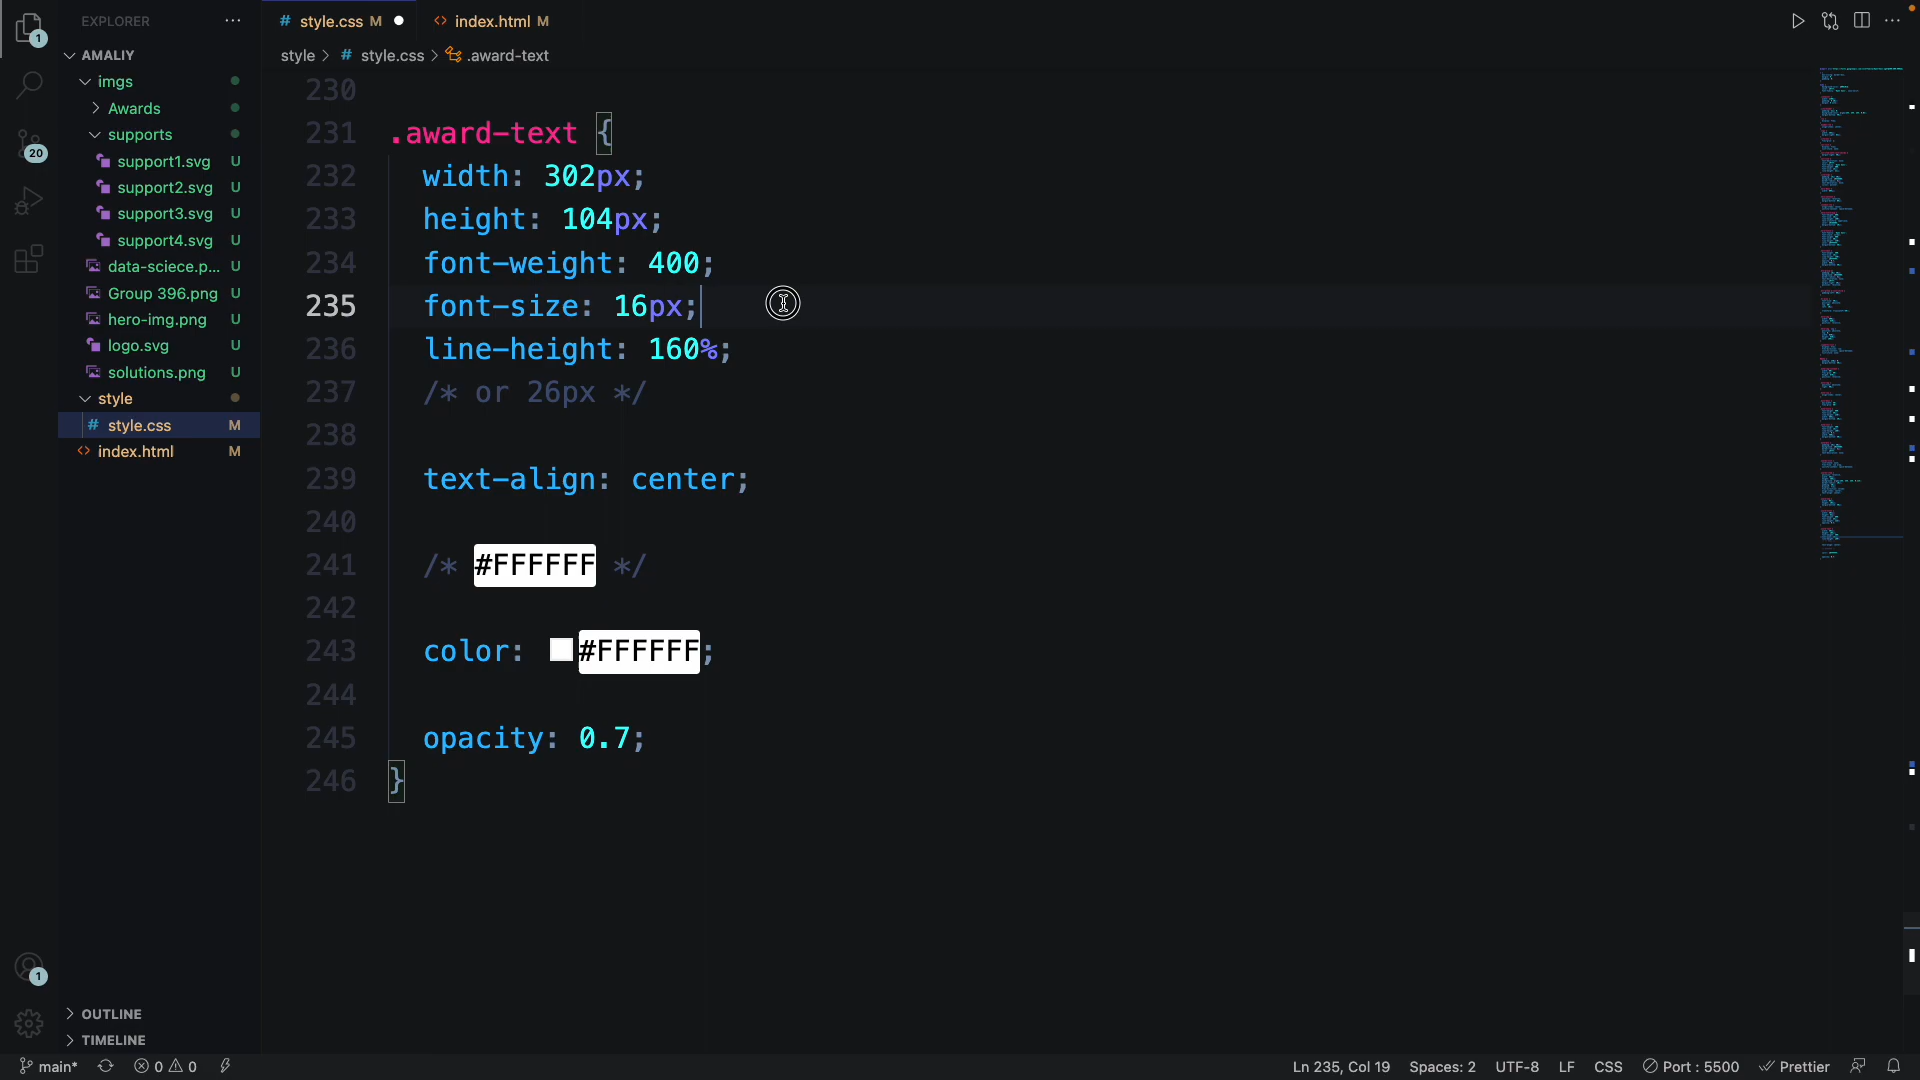 EXPLORER
AMALIY
imgs
Awards
supports
support1.svg U
support2.svg U
support3.svg U
support4.svg U
data-sciece.p... U
Group 396.png U
hero-img.png U
logo.svg U
solutions.png U
style
# style.css M
<> index.html M
OUTLINE
TIMELINE
1
20
1
# style.css M
<> index.html M
style > # style.css > .award-text
230
231 .award-text {
232 width: 302px;
233 height: 104px;
234 font-weight: 400;
235 font-size: 16px;
236 line-height: 160%;
237 /* or 26px */
238
239 text-align: center;
240
241 /* #FFFFFF */
242
243 color: #FFFFFF;
244
245 opacity: 0.7;
246 }
main* 0 0 Ln 235, Col 19 Spaces: 2 UTF-8 LF CSS Port : 5500 Prettier